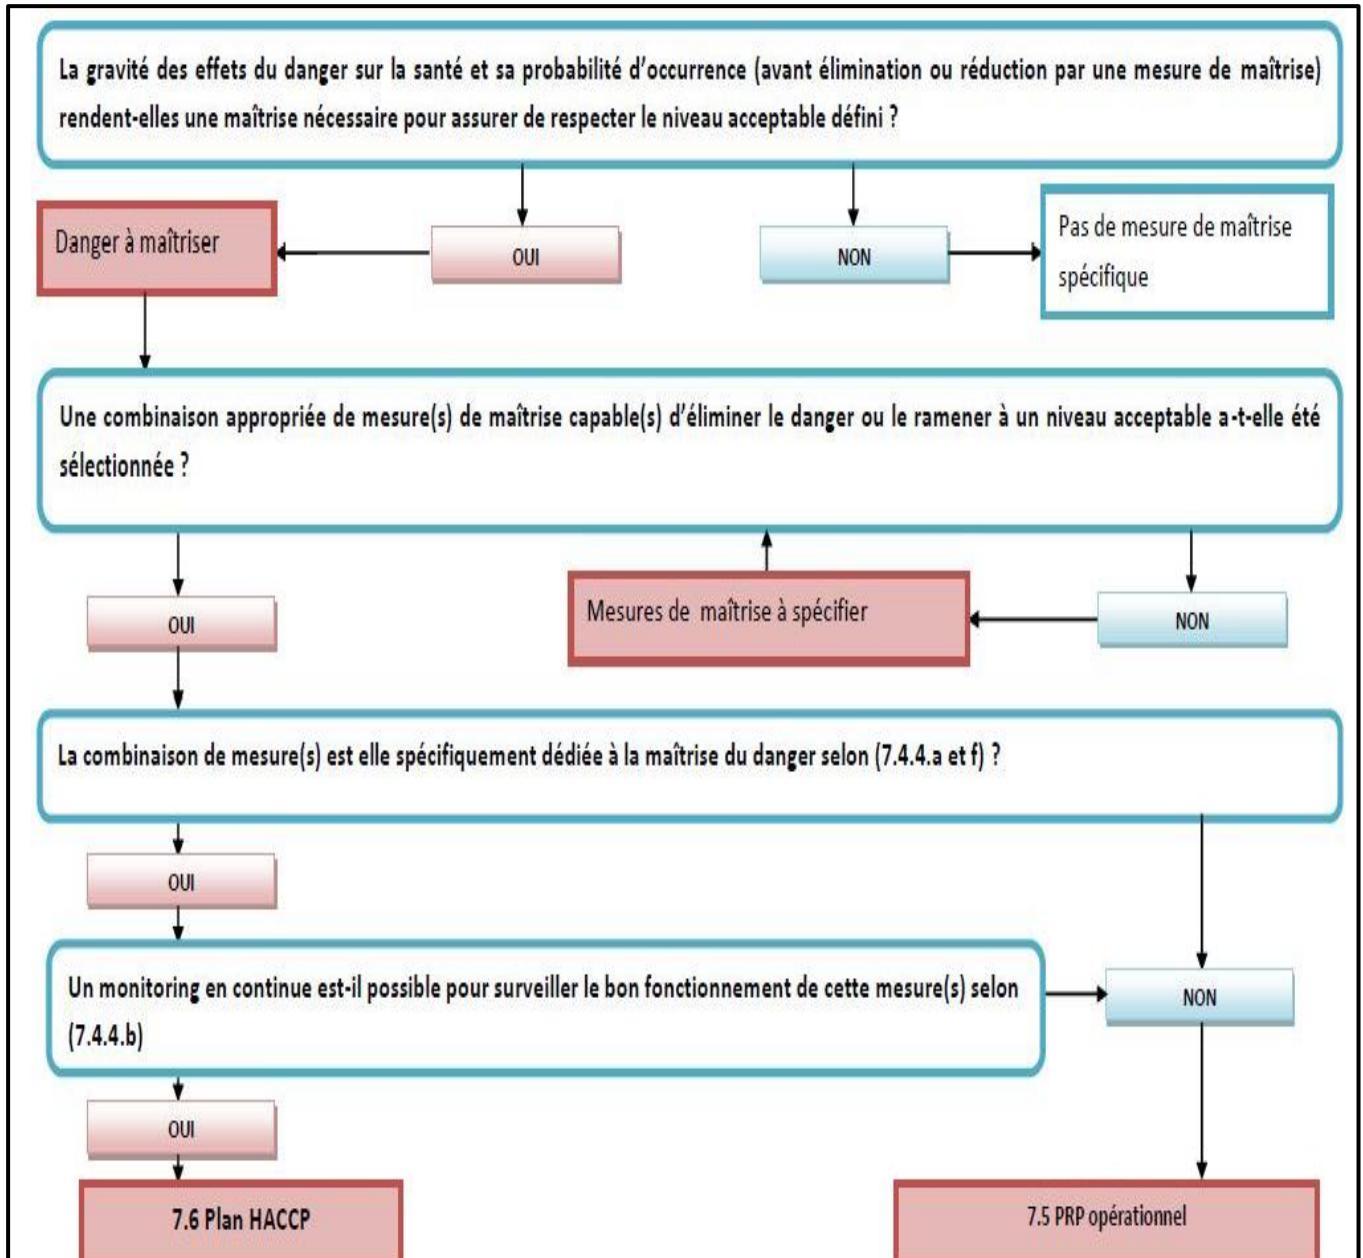 La gravité des effets du danger sur la santé et sa probabilité d'occurrence (avant élimination ou réduction par une mesure de maîtrise)
rendent-elles une maîtrise nécessaire pour assurer de respecter le niveau acceptable défini ?
Danger à maîtriser
OUI
NON
Pas de mesure de maîtrise
spécifique
Une combinaison appropriée de mesure(s) de maîtrise capable(s) d'éliminer le danger ou le ramener à un niveau acceptable a-t-elle été
sélectionnée ?
OUI
Mesures de maîtrise à spécifier
NON
La combinaison de mesure(s) est elle spécifiquement dédiée à la maîtrise du danger selon (7.4.4.a et f) ?
OUI
Un monitoring en continue est-il possible pour surveiller le bon fonctionnement de cette mesure(s) selon
(7.4.4.b)
NON
OUI
7.6 Plan HACCP
7.5 PRP opérationnel